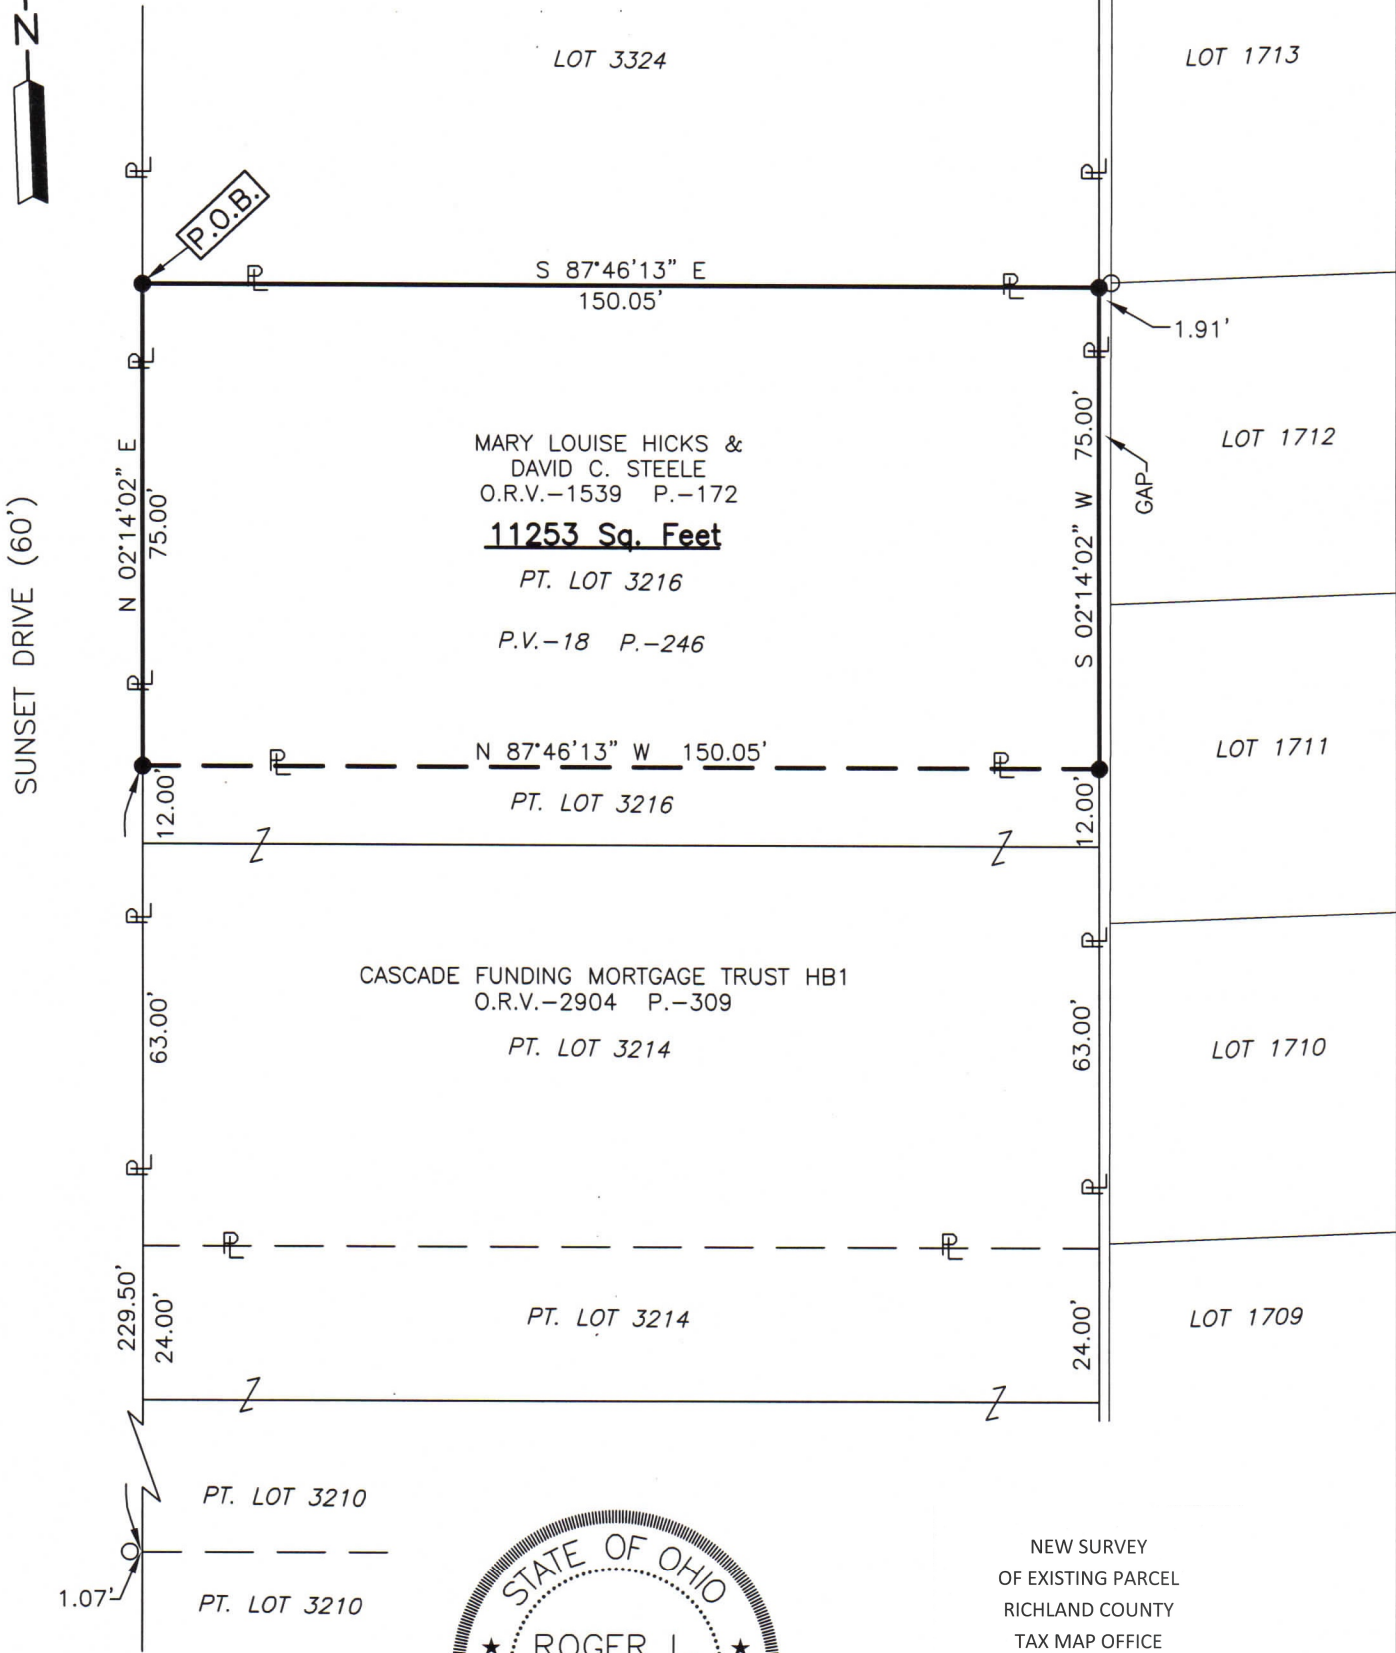 N
LOT 3324
LOT 1713
P.O.B.
S 87°46'13" E
150.05'
1.91'
N 02°14'02" E
75.00'
MARY LOUISE HICKS &
DAVID C. STEELE
O.R.V.-1539 P.-172
11253 Sq. Feet
PT. LOT 3216
P.V.-18 P.-246
S 02°14'02" W 75.00'
GAP
LOT 1712
SUNSET DRIVE (60')
N 87°46'13" W 150.05'
LOT 1711
12.00'
PT. LOT 3216
12.00'
CASCADE FUNDING MORTGAGE TRUST HB1
O.R.V.-2904 P.-309
PT. LOT 3214
63.00'
63.00'
LOT 1710
229.50'
24.00'
PT. LOT 3214
24.00'
LOT 1709
PT. LOT 3210
1.07'
PT. LOT 3210
STATE OF OHIO
ROGER L.
NEW SURVEY
OF EXISTING PARCEL
RICHLAND COUNTY
TAX MAP OFFICE